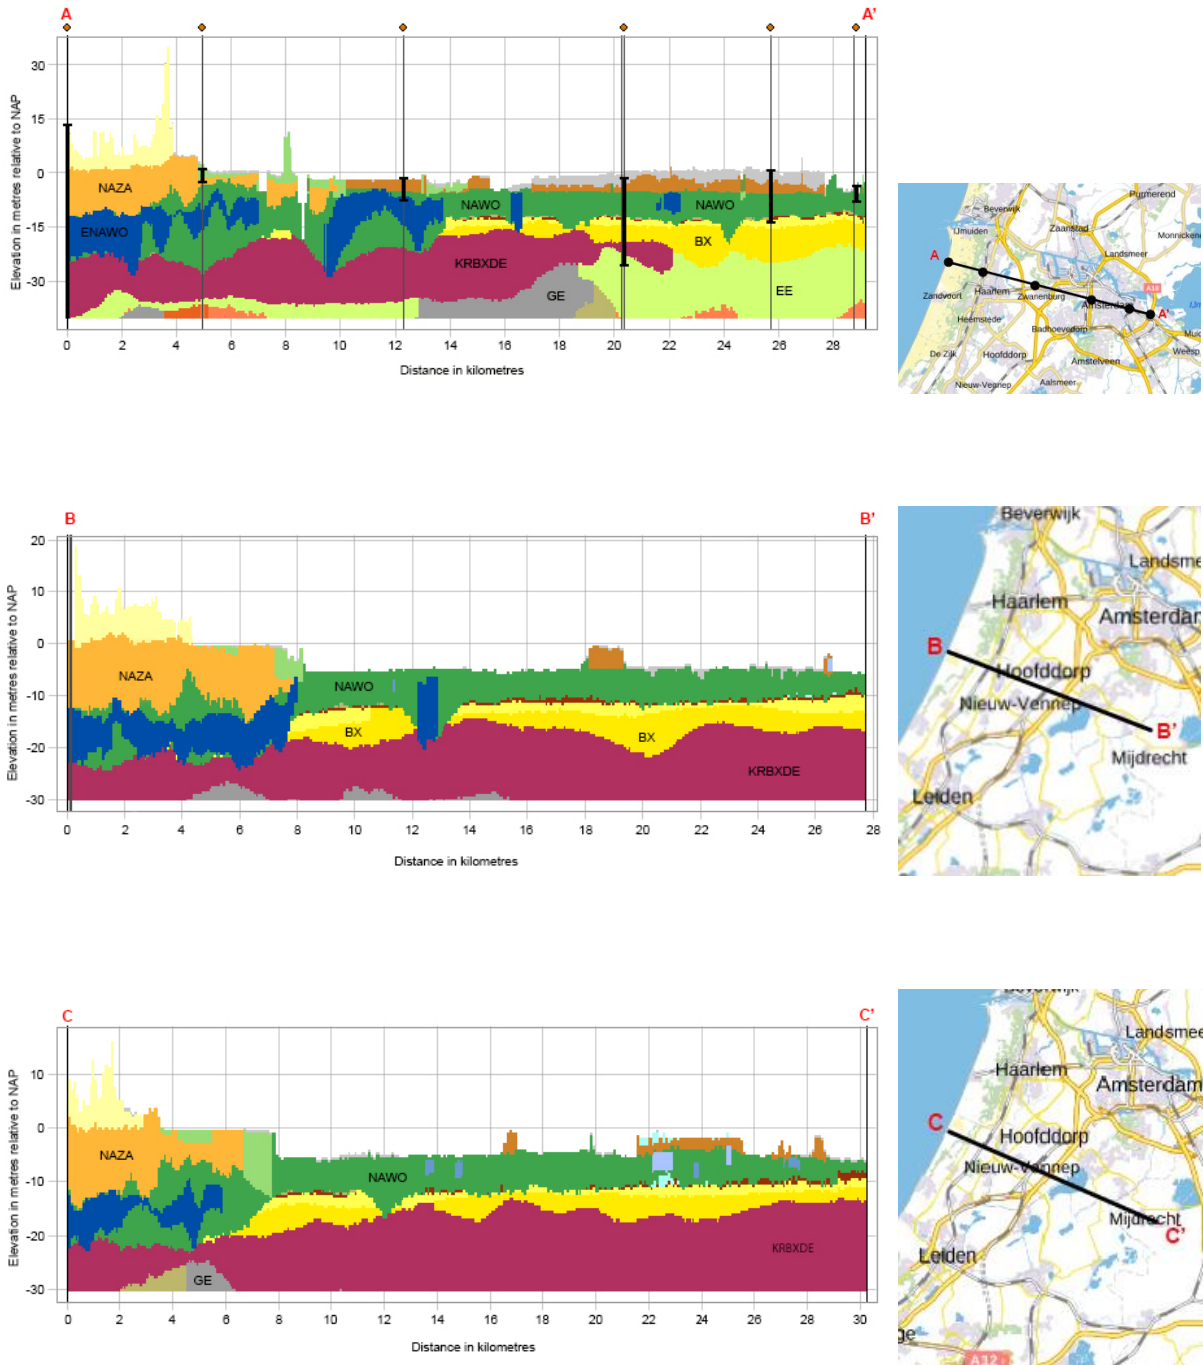 A A'
Elevation in metres relative to NAP
30
15
0
-15
-30
NAZA
ENAWO
NAWO
NAWO
BX
KRBXDE
GE
EE
0 2 4 6 8 10 12 14 16 18 20 22 24 26 28
Distance in kilometres
Purmerend
Beverwijk
IJmuiden
Zaanstad
Landsmeer
A
A10
Haarlem
Zandvoort
Zwanenburg
Amsterdam
A'
Heemstede
Badhoevedorp
De Zilk
Hoofddorp
Amstelveen
Weesp
Nieuw-Vennep
Aalsmeer
B B'
Elevation in metres relative to NAP
20
10
0
-10
-20
-30
NAZA
NAWO
BX
BX
KRBXDE
0 2 4 6 8 10 12 14 16 18 20 22 24 26 28
Distance in kilometres
Beverwijk
Landsme
Haarlem
Amsterdar
B
Hoofddorp
Nieuw-Vennep
B'
Mijdrecht
Leiden
C C'
Elevation in metres relative to NAP
10
0
-10
-20
-30
NAZA
NAWO
KRBXDE
GE
0 2 4 6 8 10 12 14 16 18 20 22 24 26 28 30
Distance in kilometres
Beverwijk
Landsmee
Haarlem
Amsterdam
C
Hoofddorp
Nieuw-Vennep
Mijdrecht
C'
Leiden
ge
A12